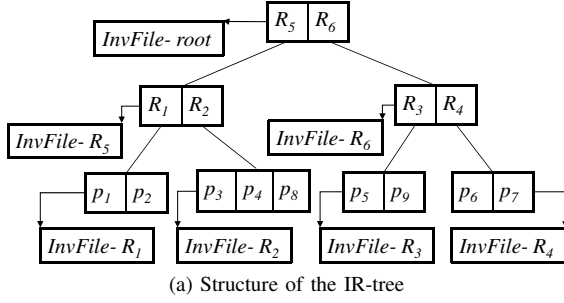 R5 R6
InvFile- root
R1 R2
R3 R4
InvFile- R5
InvFile- R6
p1 p2
p3 p4 p8
p5 p9
p6 p7
InvFile- R1
InvFile- R2
InvFile- R3
InvFile- R4
(a) Structure of the IR-tree